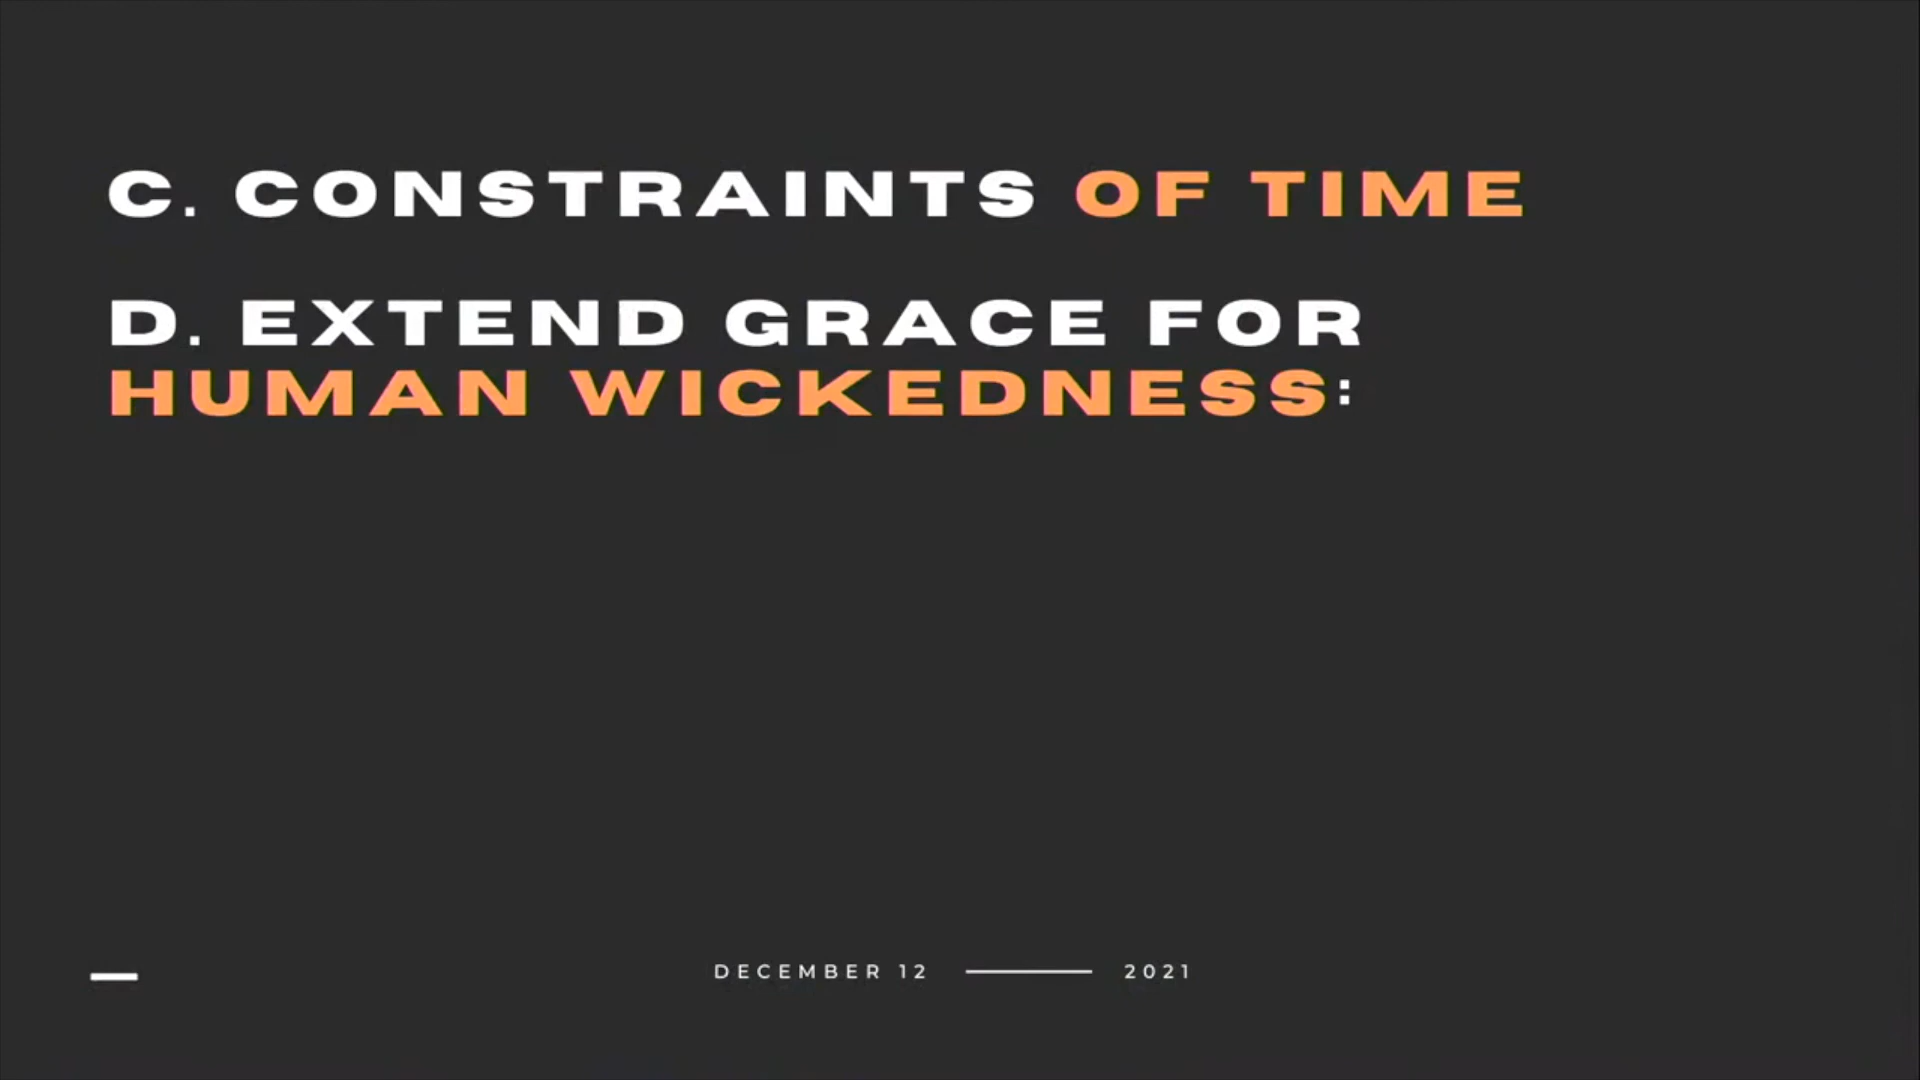 C. CONSTRAINTS OF TIME
D. EXTEND GRACE FOR
HUMAN WICKEDNESS:
DECEMBER 12 — 2021